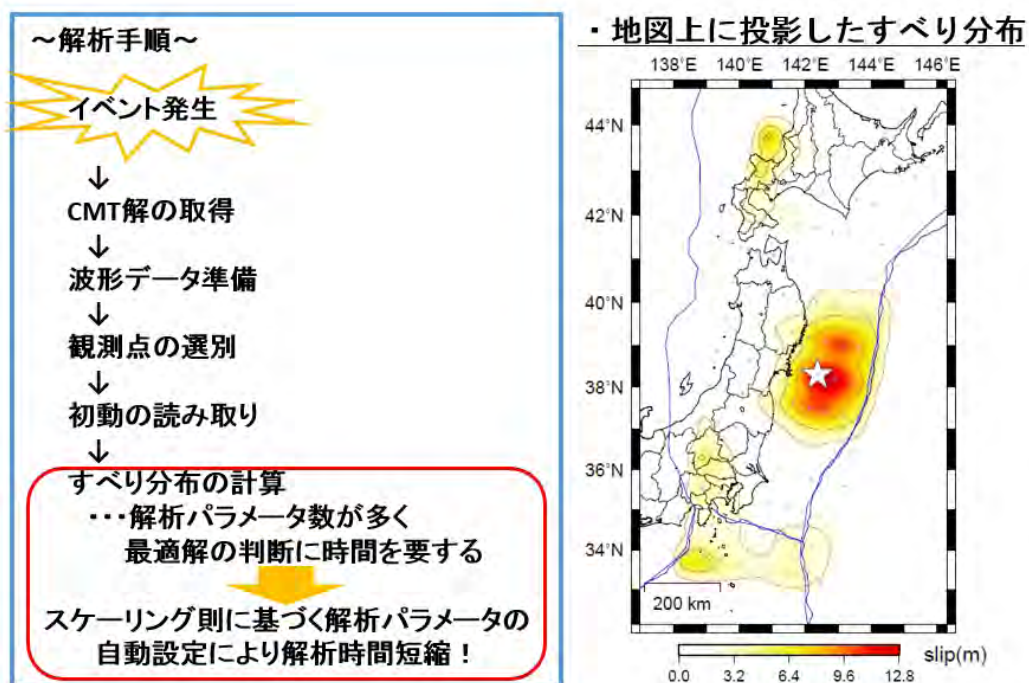 ～解析手順～
イベント発生
↓
CMT解の取得
↓
波形データ準備
↓
観測点の選別
↓
初動の読み取り
↓
すべり分布の計算
・・・解析パラメータ数が多く
最適解の判断に時間を要する
スケーリング則に基づく解析パラメータの
自動設定により解析時間短縮！
・地図上に投影したすべり分布
138˚E 140˚E 142˚E 144˚E 146˚E
44˚N
42˚N
40˚N
38˚N
36˚N
34˚N
200 km
slip(m)
0.0 3.2 6.4 9.6 12.8